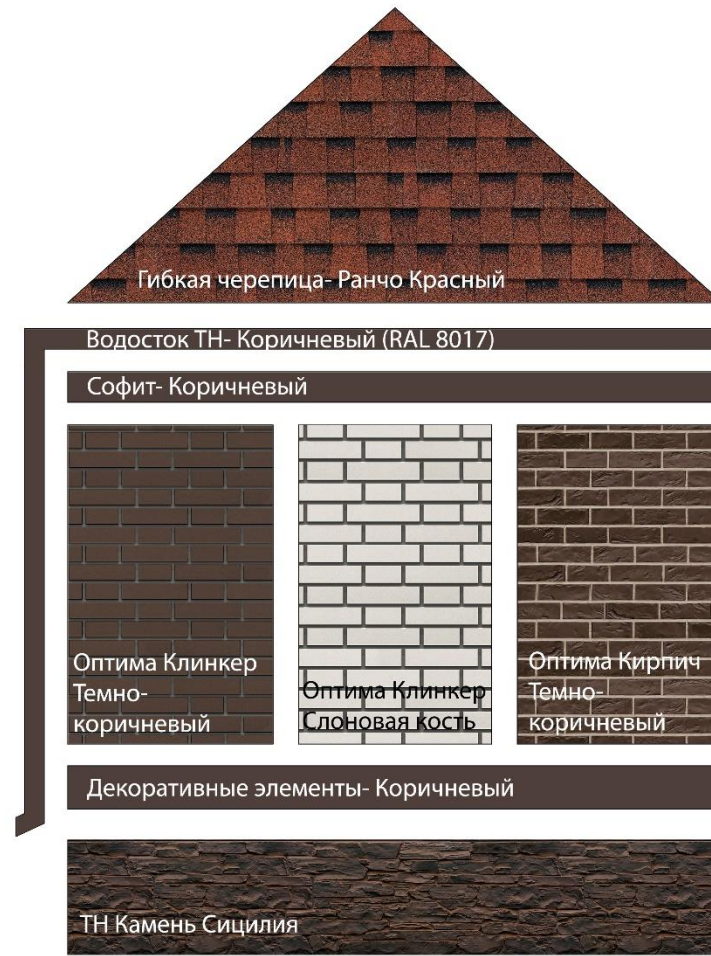 Гибкая черепица- Ранчо Красный
Водосток ТН- Коричневый (RAL 8017)
Софит- Коричневый
Оптима Клинкер
Темно-
коричневый
Оптима Клинкер
Слоновая кость
Оптима Кирпич
Темно-
коричневый
Декоративные элементы- Коричневый
ТН Камень Сицилия